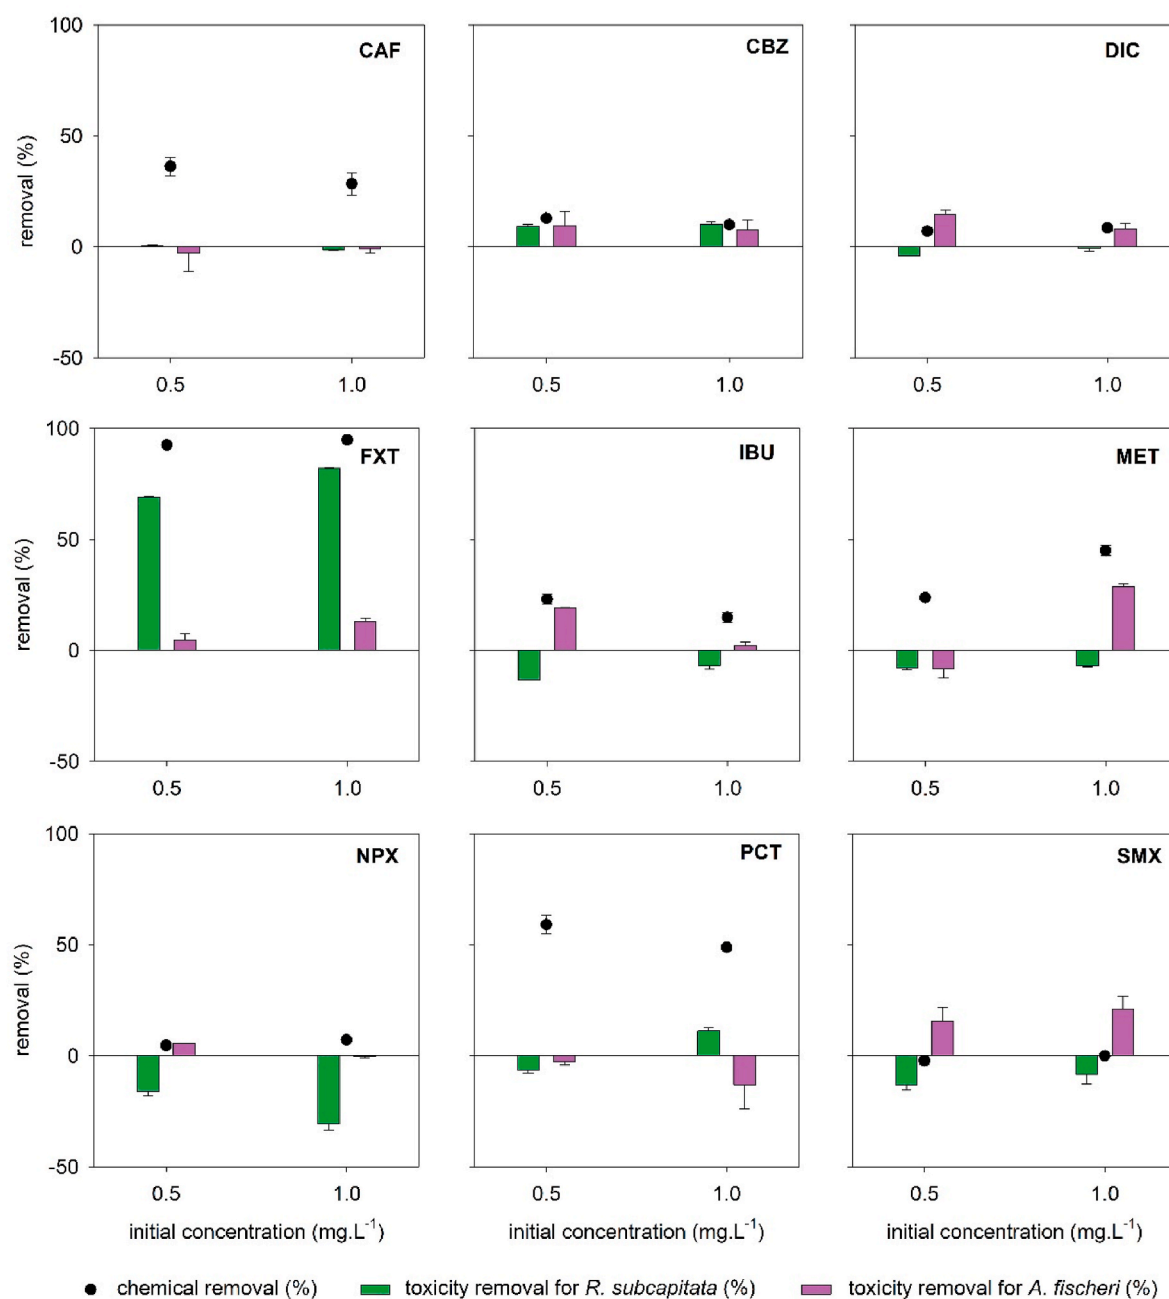 100
CAF
CBZ
DIC
50
removal (%)
0
-50
0.5 1.0 0.5 1.0 0.5 1.0
100
FXT
IBU
MET
50
removal (%)
0
-50
0.5 1.0 0.5 1.0 0.5 1.0
100
NPX
PCT
SMX
50
removal (%)
0
-50
0.5 1.0 0.5 1.0 0.5 1.0
initial concentration (mg.L⁻¹) initial concentration (mg.L⁻¹) initial concentration (mg.L⁻¹)
chemical removal (%) toxicity removal for R. subcapitata (%) toxicity removal for A. fischeri (%)